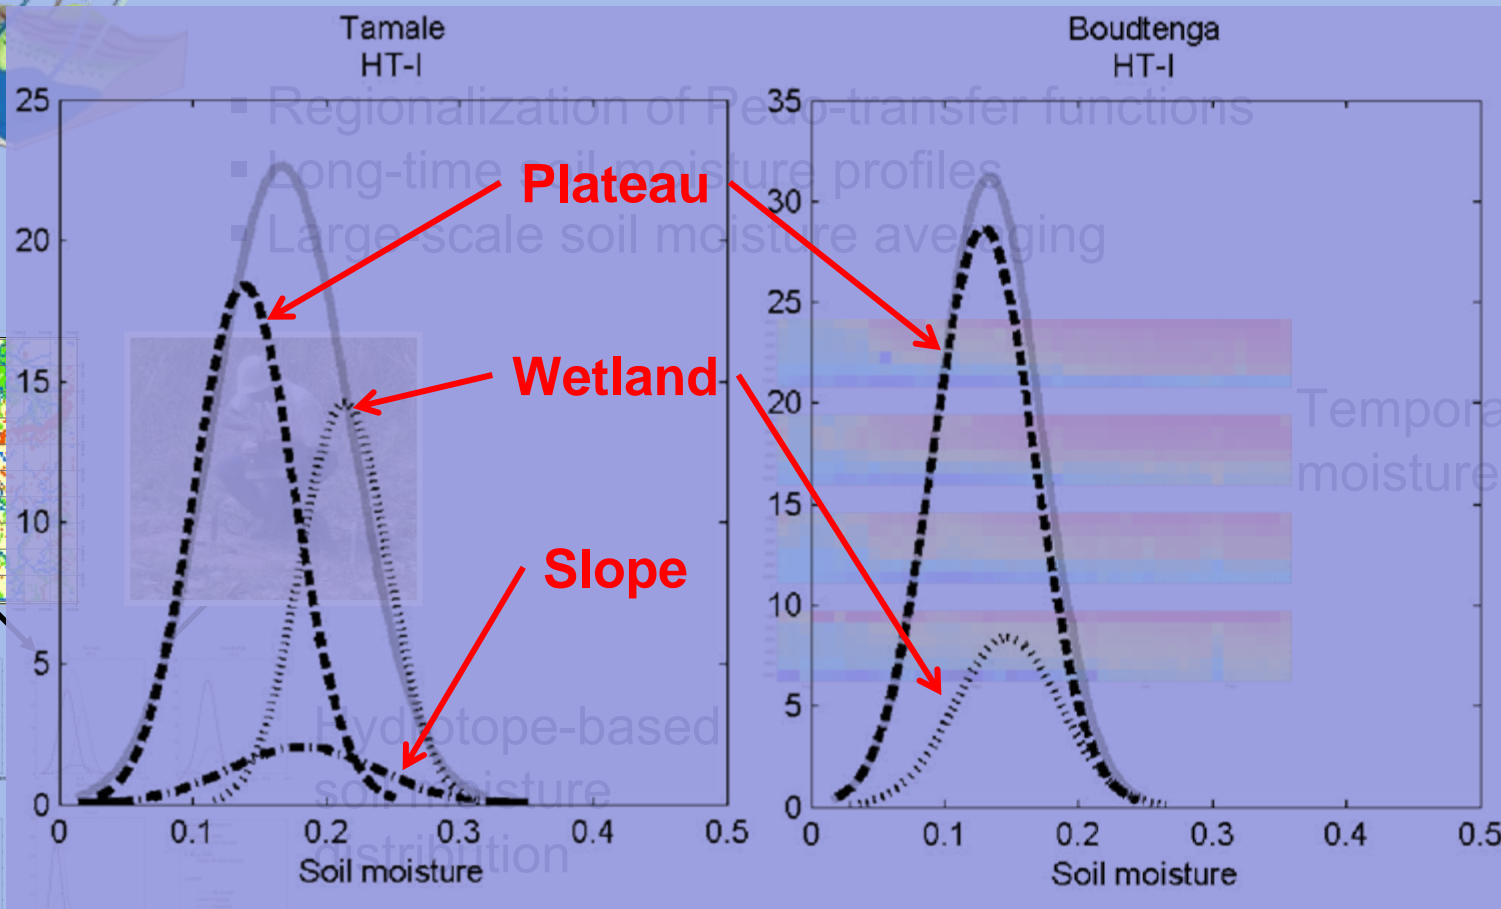 Tamale
HT-I
Boudtenga
HT-I
▪ Regionalization of Pedo-transfer functions
▪ Long-time soil moisture profiles
▪ Large-scale soil moisture averaging
Plateau
Wetland
Slope
25
20
15
10
5
0
0 0.1 0.2 0.3 0.4 0.5
Soil moisture
35
30
25
20
15
10
5
0
0 0.1 0.2 0.3 0.4 0.5
Soil moisture
Tempora
moisture
Hydrotope-based
soil moisture
distribution